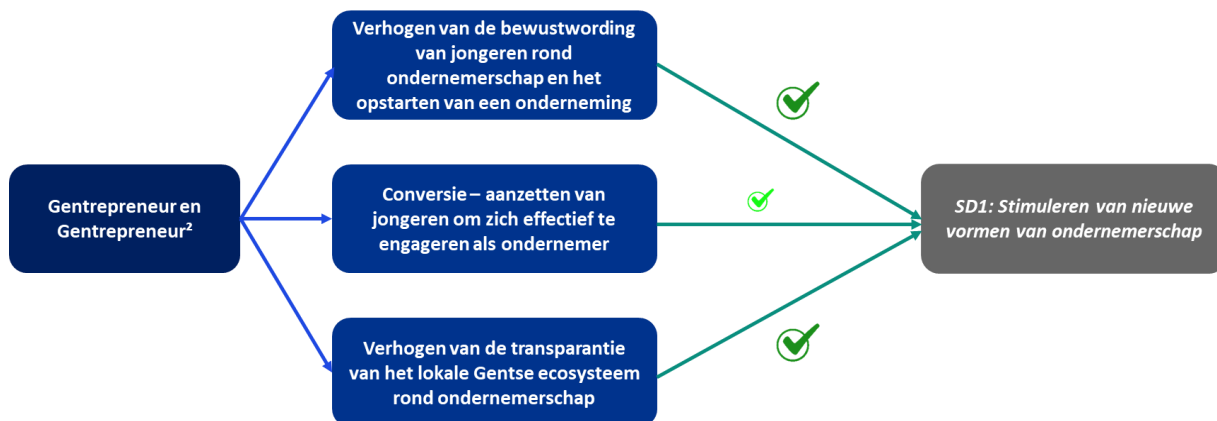 Verhogen van de bewustwording
van jongeren rond
ondernemerschap en het
opstarten van een onderneming
Gentrepreneur en
Gentrepreneur²
Conversie – aanzetten van
jongeren om zich effectief te
engageren als ondernemer
SD1: Stimuleren van nieuwe
vormen van ondernemerschap
Verhogen van de transparantie
van het lokale Gentse ecosysteem
rond ondernemerschap